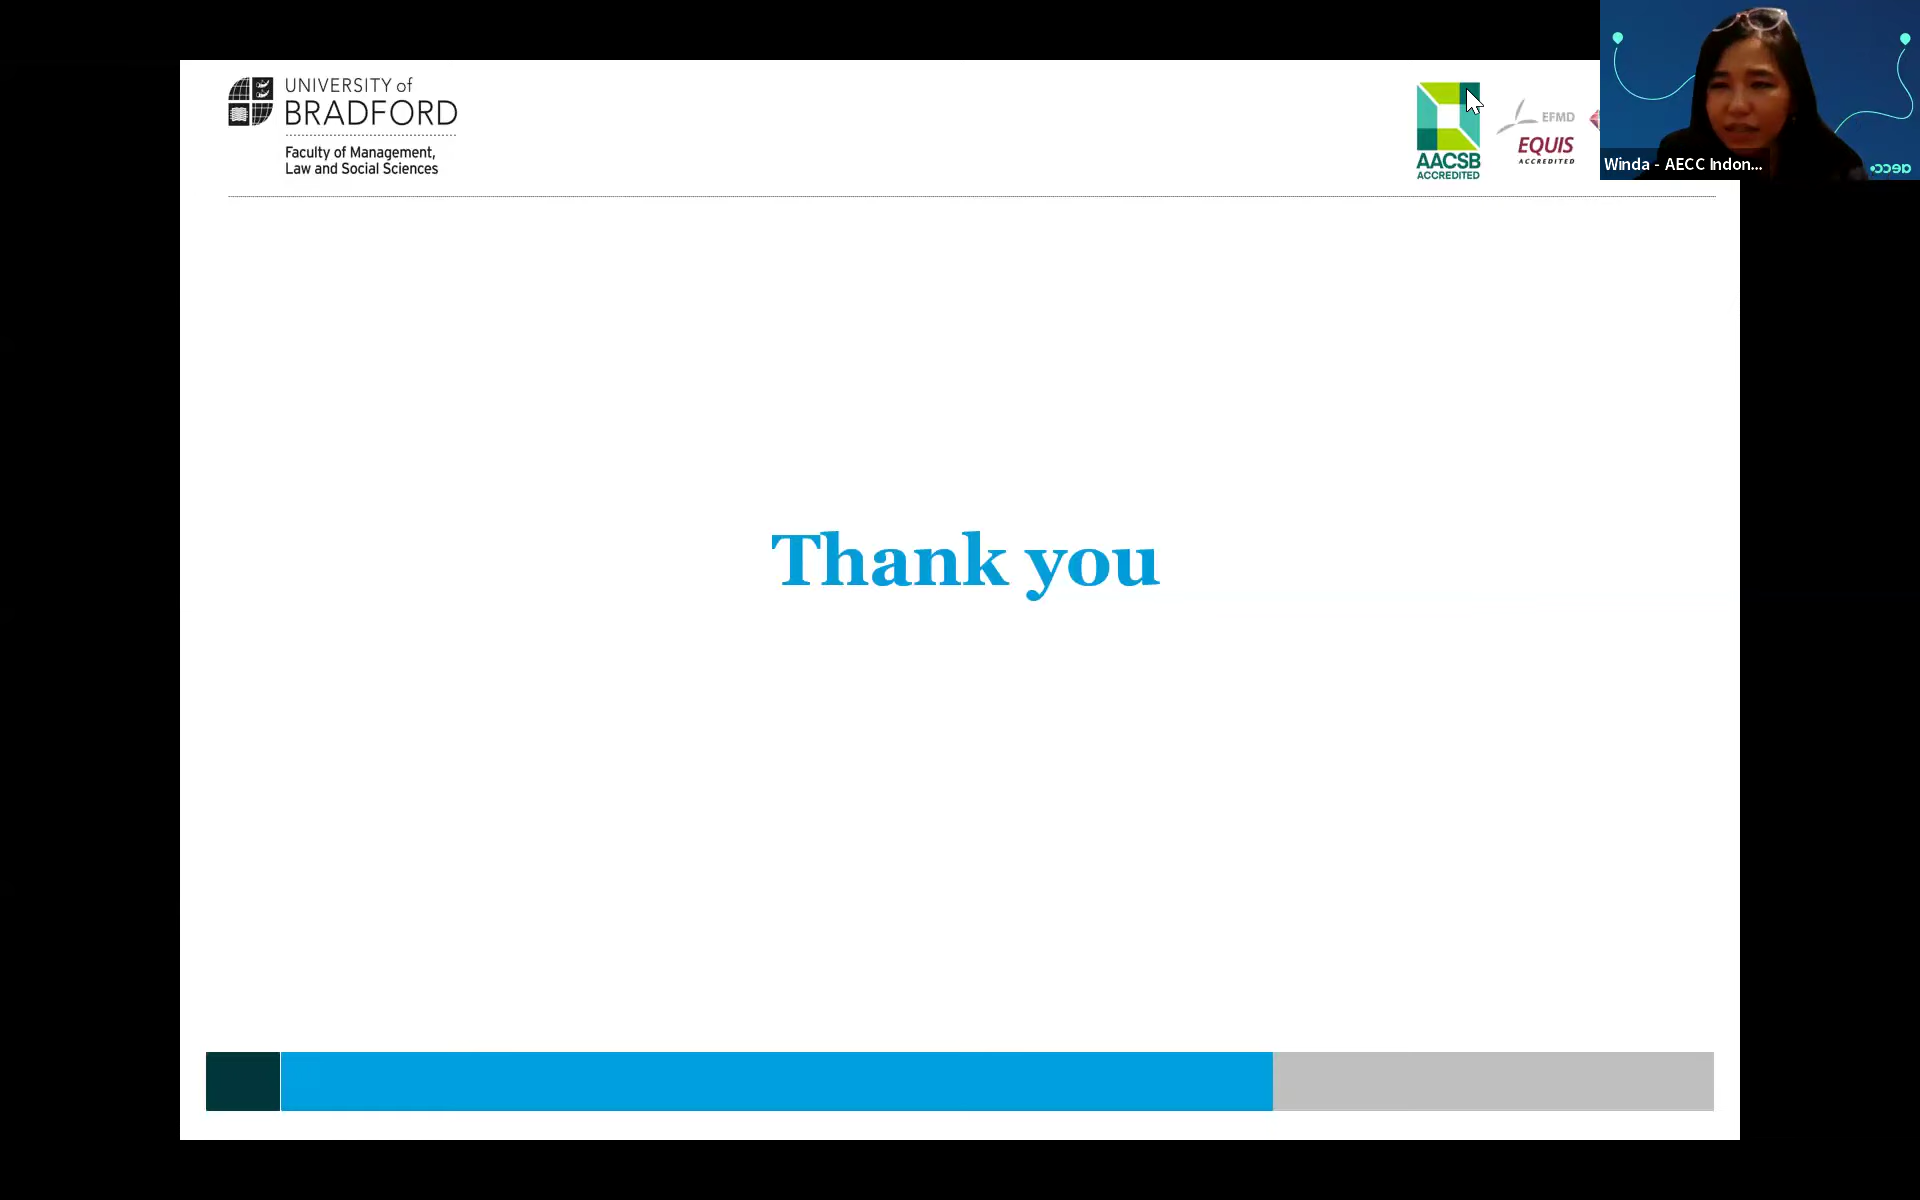 UNIVERSITY of
BRADFORD
Faculty of Management,
Law and Social Sciences
AACSB
ACCREDITED
EFMD
EQUIS
ACCREDITED
Winda - AECC Indon...
aecc
Thank you